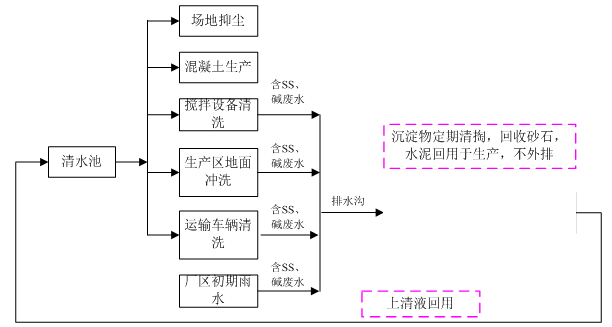 场地抑尘
混凝土生产
搅拌设备清
洗
含SS、
碱废水
清水池
生产区地面
冲洗
含SS、
碱废水
沉淀物定期清掏，回收砂石，
水泥回用于生产，不外排
运输车辆清
洗
含SS、
碱废水
排水沟
厂区初期雨
水
含SS、
碱废水
上清液回用